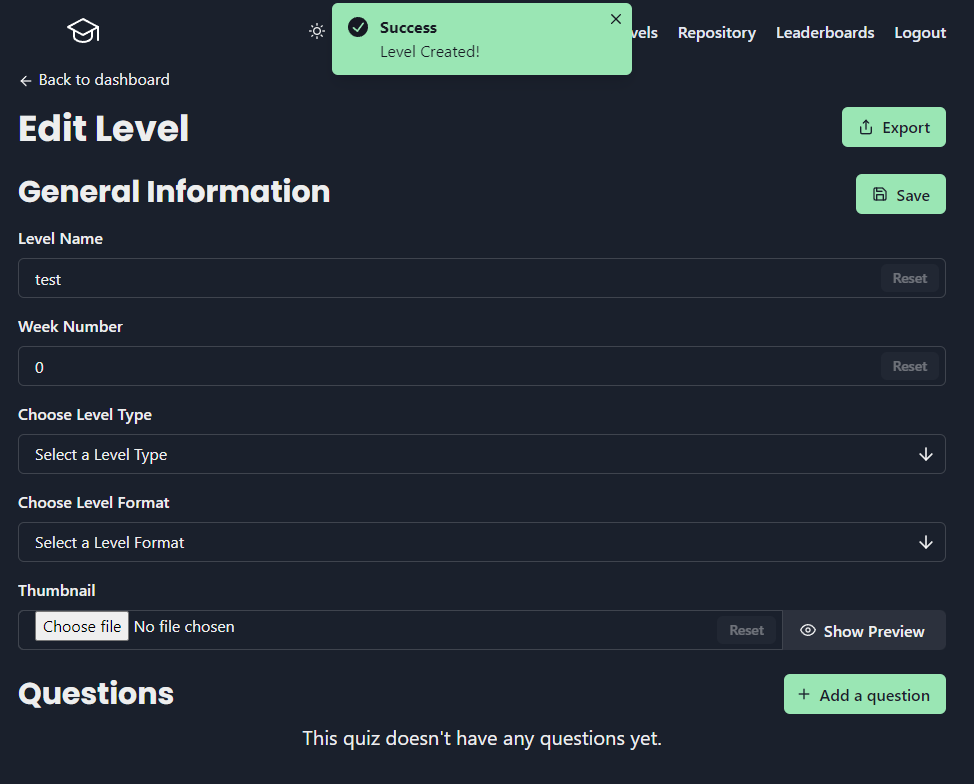 Success
Level Created!
Repository
Leaderboards
Logout
Back to dashboard
Edit Level
Export
General Information
Save
Level Name
test
Reset
Week Number
0
Reset
Choose Level Type
Select a Level Type
Choose Level Format
Select a Level Format
Thumbnail
Choose file No file chosen
Reset
Show Preview
Questions
+ Add a question
This quiz doesn't have any questions yet.